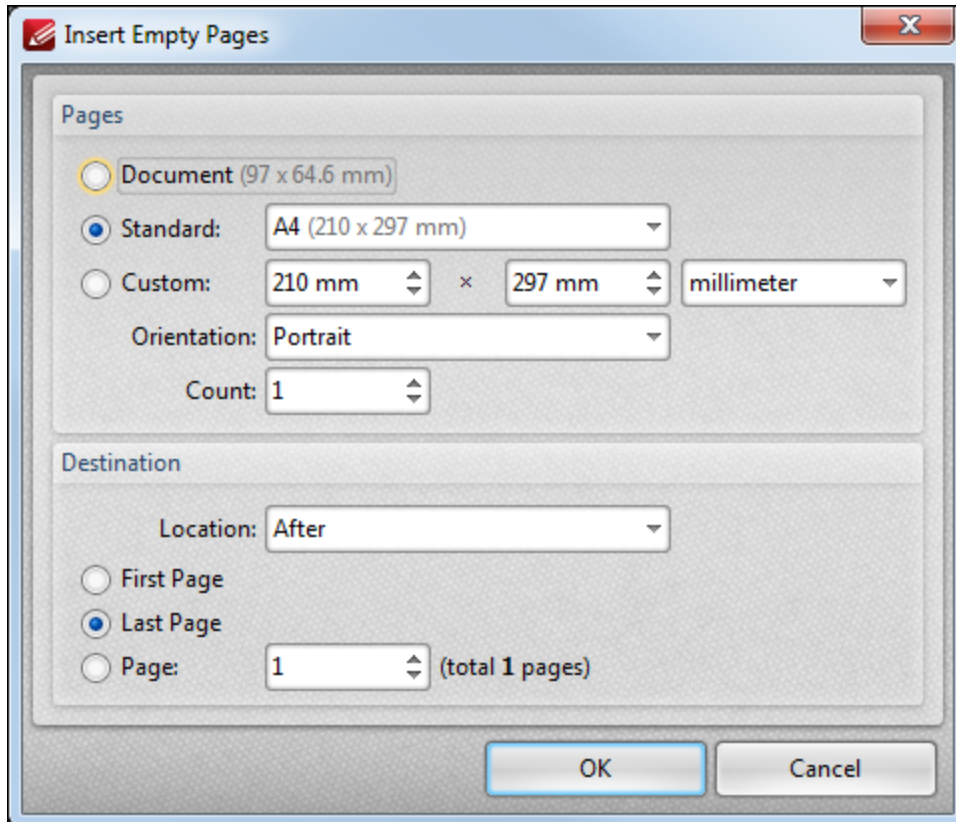 Insert Empty Pages
Pages
Document (97 x 64.6 mm)
Standard: A4 (210 x 297 mm)
Custom: 210 mm × 297 mm millimeter
Orientation: Portrait
Count: 1
Destination
Location: After
First Page
Last Page
Page: 1 (total 1 pages)
OK Cancel